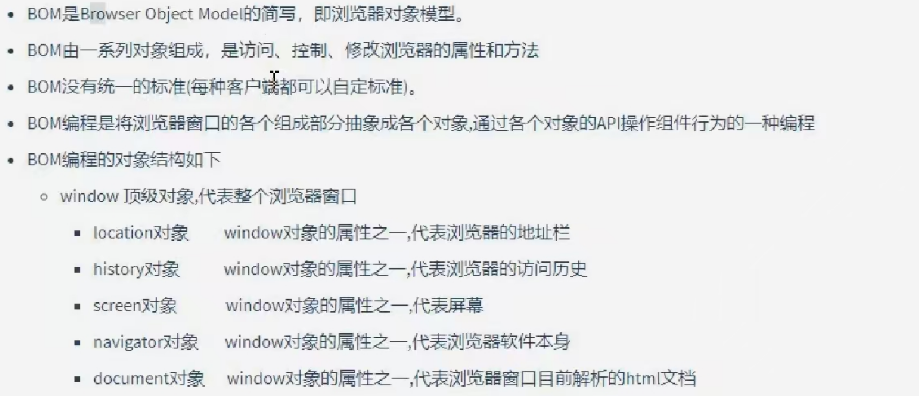 BOM是Browser Object Model的简写，即浏览器对象模型。
BOM由一系列对象组成，是访问、控制、修改浏览器的属性和方法
BOM没有统一的标准(每种客户端都可以自定标准)。
BOM编程是将浏览器窗口的各个组成部分抽象成各个对象,通过各个对象的API操作组件行为的一种编程
BOM编程的对象结构如下
window 顶级对象,代表整个浏览器窗口
location对象 window对象的属性之一,代表浏览器的地址栏
history对象 window对象的属性之一,代表浏览器的访问历史
screen对象 window对象的属性之一,代表屏幕
navigator对象 window对象的属性之一,代表浏览器软件本身
document对象 window对象的属性之一,代表浏览器窗口目前解析的html文档